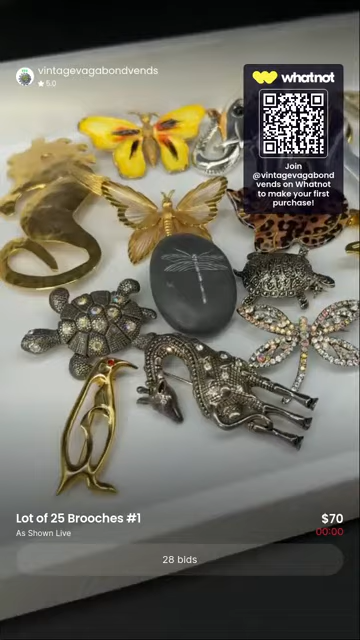 vintagevagabondvends
★ 5.0
whatnot
Join
@vintagevagabond
vends on Whatnot
to make your first
purchase!
Lot of 25 Brooches #1
$70
As Shown Live
00:00
28 bids